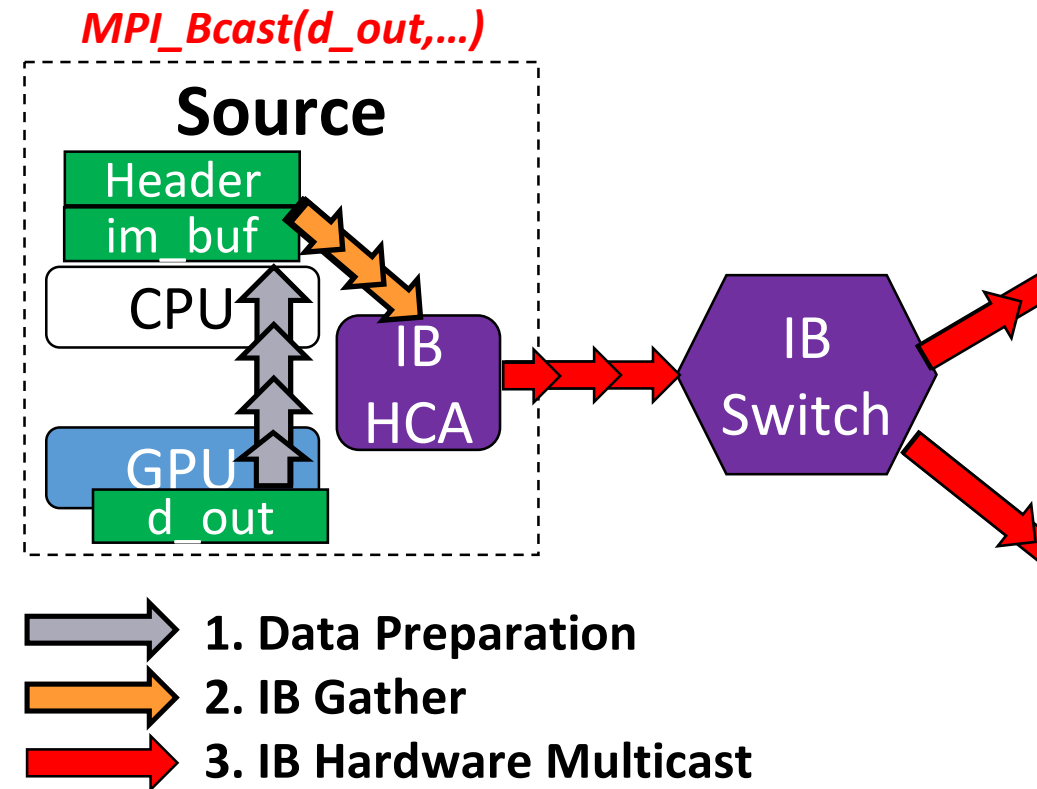 MPI_Bcast(d_out,…)
Source
Header
im_buf
CPU
IB
HCA
GPU
d_out
IB
Switch
1. Data Preparation
2. IB Gather
3. IB Hardware Multicast